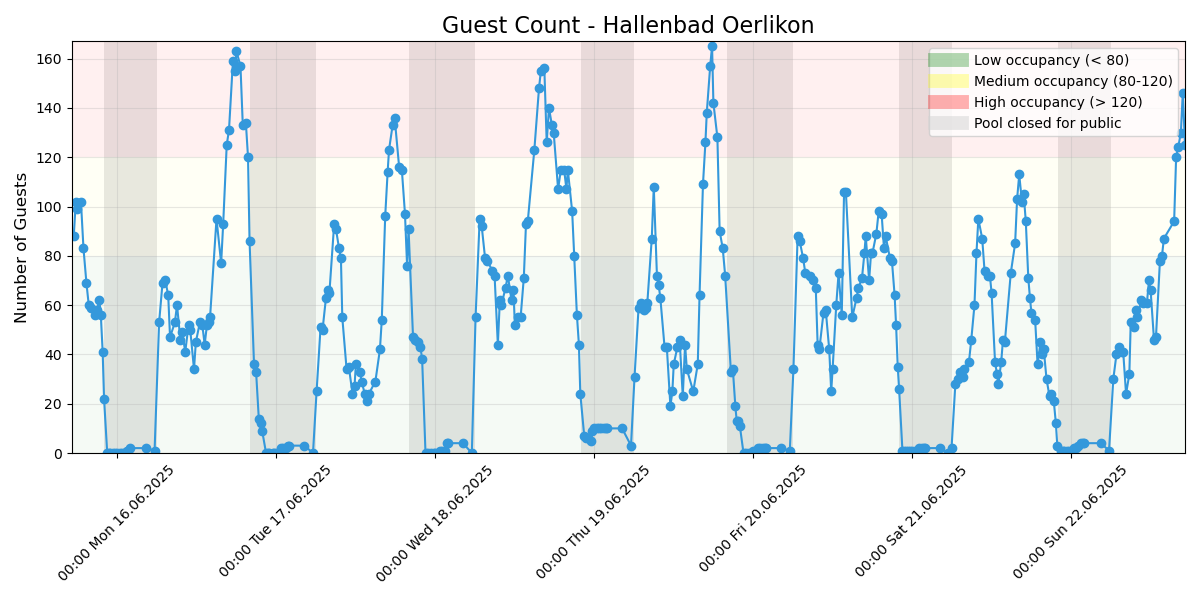 Guest Count - Hallenbad Oerlikon
Low occupancy (< 80)
Medium occupancy (80-120)
High occupancy (> 120)
Pool closed for public
Number of Guests
160
140
120
100
80
60
40
20
0
00:00 Mon 16.06.2025
00:00 Tue 17.06.2025
00:00 Wed 18.06.2025
00:00 Thu 19.06.2025
00:00 Fri 20.06.2025
00:00 Sat 21.06.2025
00:00 Sun 22.06.2025